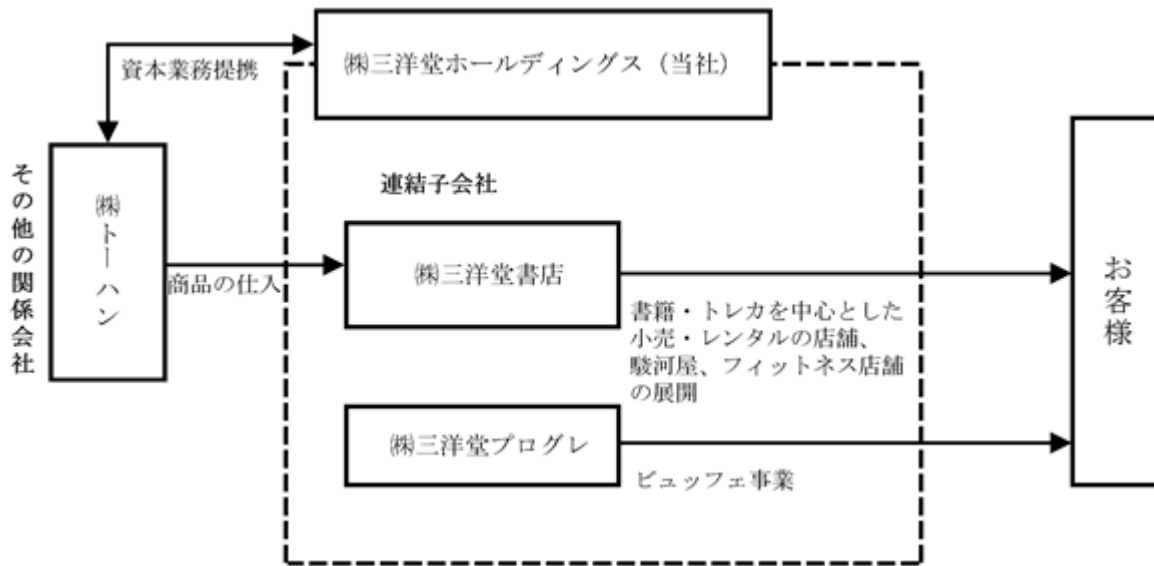 ㈱三洋堂ホールディングス（当社）
資本業務提携
その他の関係会社
㈱トーハン
連結子会社
商品の仕入
㈱三洋堂書店
書籍・トレカを中心とした
小売・レンタルの店舗、
駿河屋、フィットネス店舗
の展開
㈱三洋堂プログレ
ビュッフェ事業
お客様